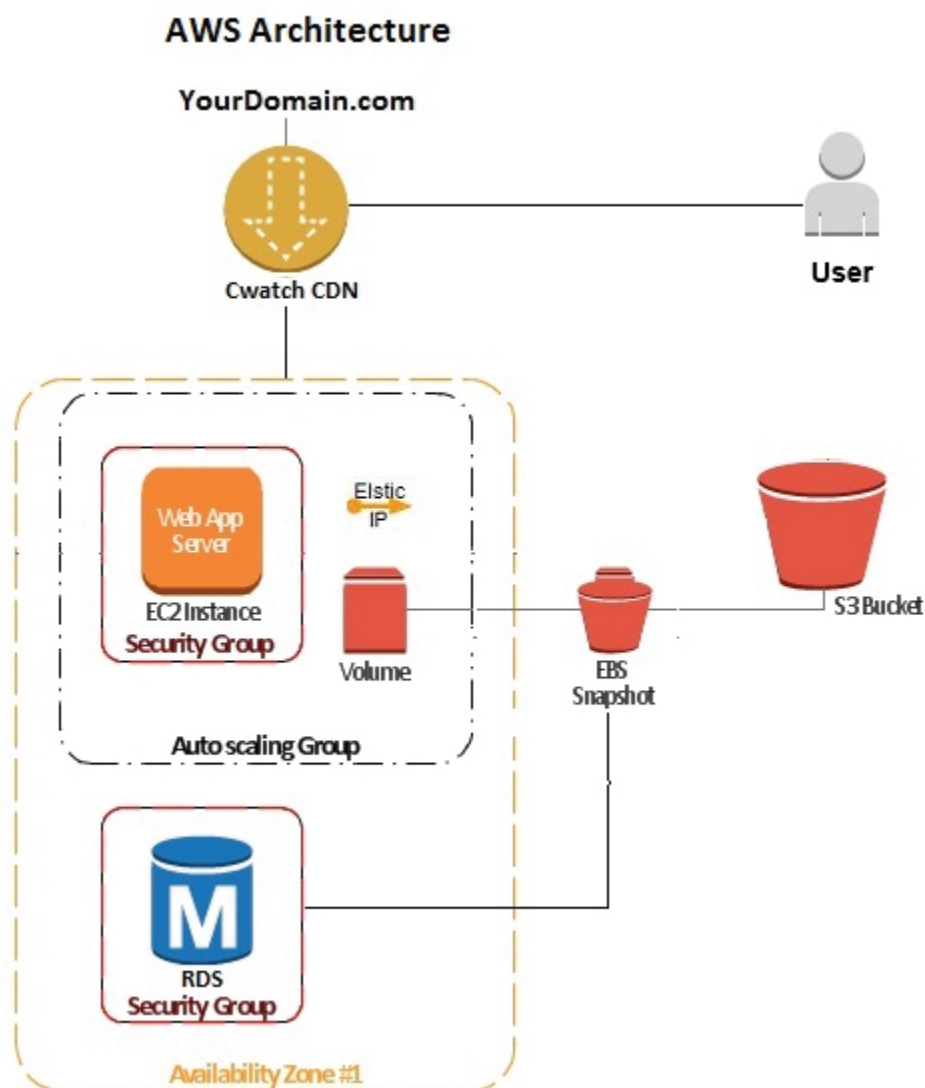 AWS Architecture
YourDomain.com
Cwatch CDN
User
Web App
Server
EC2 Instance
Security Group
Elstic
IP
Volume
Auto scaling Group
EBS
Snapshot
S3 Bucket
M
RDS
Security Group
Availability Zone #1